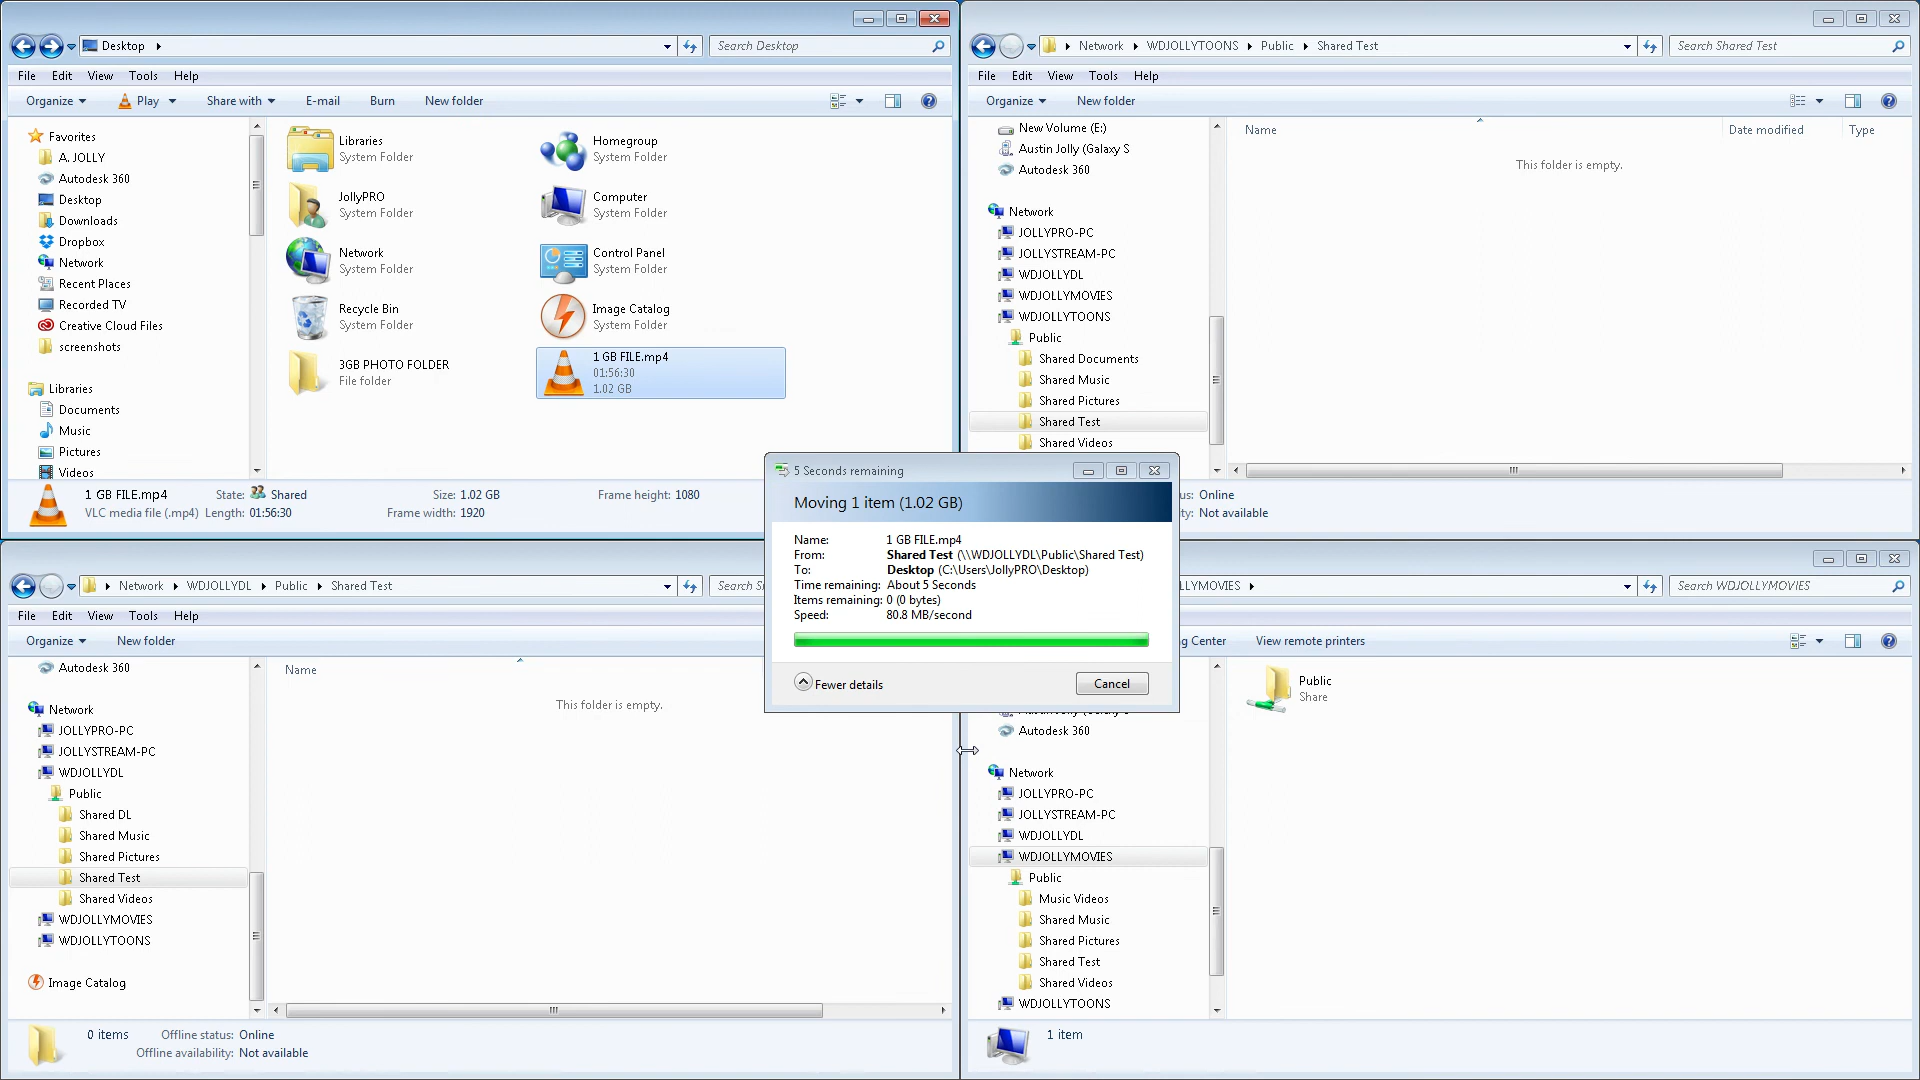 Desktop
Search Desktop
File Edit View Tools Help
Organize Play Share with E-mail Burn New folder
Favorites
A. JOLLY
Autodesk 360
Desktop
Downloads
Dropbox
Network
Recent Places
Recorded TV
Creative Cloud Files
screenshots
Libraries
Documents
Music
Pictures
Videos
Libraries
System Folder
Homegroup
System Folder
JollyPRO
System Folder
Computer
System Folder
Network
System Folder
Control Panel
System Folder
Recycle Bin
System Folder
Image Catalog
System Folder
3GB PHOTO FOLDER
File folder
1 GB FILE.mp4
01:56:30
1.02 GB
1 GB FILE.mp4 State: Shared Size: 1.02 GB Frame height: 1080
VLC media file (.mp4) Length: 01:56:30 Frame width: 1920
Network WDJOLLYTOONS Public Shared Test
Search Shared Test
File Edit View Tools Help
Organize New folder
New Volume (E:)
Austin Jolly (Galaxy S
Autodesk 360
Network
JOLLYPRO-PC
JOLLYSTREAM-PC
WDJOLLYDL
WDJOLLYMOVIES
WDJOLLYTOONS
Public
Shared Documents
Shared Music
Shared Pictures
Shared Test
Shared Videos
Name Date modified Type
This folder is empty.
us: Online
ty: Not available
5 Seconds remaining
Moving 1 item (1.02 GB)
Name: 1 GB FILE.mp4
From: Shared Test (\\WDJOLLYDL\Public\Shared Test)
To: Desktop (C:\Users\JollyPRO\Desktop)
Time remaining: About 5 Seconds
Items remaining: 0 (0 bytes)
Speed: 80.8 MB/second
Fewer details
Cancel
Network WDJOLLYDL Public Shared Test
Search S
File Edit View Tools Help
Organize New folder
Autodesk 360
Network
JOLLYPRO-PC
JOLLYSTREAM-PC
WDJOLLYDL
Public
Shared DL
Shared Music
Shared Pictures
Shared Test
Shared Videos
WDJOLLYMOVIES
WDJOLLYTOONS
Image Catalog
Name
This folder is empty.
0 items Offline status: Online
Offline availability: Not available
LLYMOVIES
Search WDJOLLYMOVIES
g Center View remote printers
Autodesk 360
Network
JOLLYPRO-PC
JOLLYSTREAM-PC
WDJOLLYDL
WDJOLLYMOVIES
Public
Music Videos
Shared Music
Shared Pictures
Shared Test
Shared Videos
WDJOLLYTOONS
Public
Share
1 item